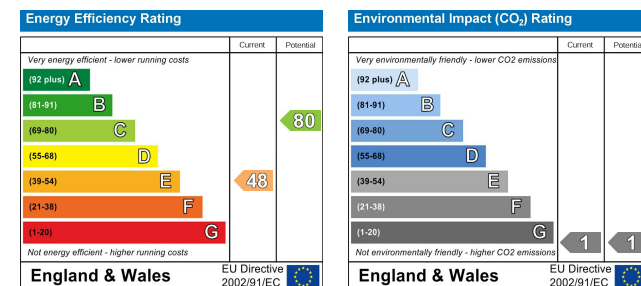 Energy Efficiency Rating
Current Potential
Very energy efficient - lower running costs
(92 plus) A
(81-91) B
(69-80) C
80
(55-68) D
(39-54) E
48
(21-38) F
(1-20) G
Not energy efficient - higher running costs
England & Wales
EU Directive
2002/91/EC
Environmental Impact (CO₂) Rating
Current Potential
Very environmentally friendly - lower CO2 emissions
(92 plus) A
(81-91) B
(69-80) C
(55-68) D
(39-54) E
(21-38) F
(1-20) G
1 1
Not environmentally friendly - higher CO2 emissions
England & Wales
EU Directive
2002/91/EC